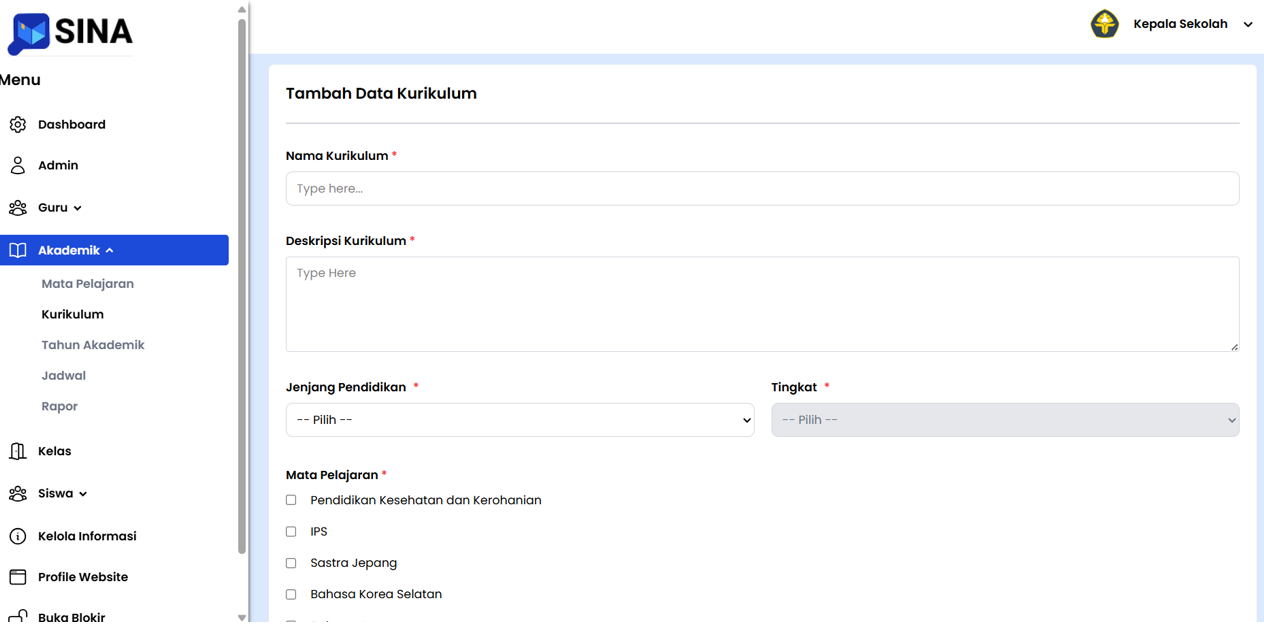 SINA
Kepala Sekolah
Menu
Dashboard
Admin
Guru
Akademik
Mata Pelajaran
Kurikulum
Tahun Akademik
Jadwal
Rapor
Kelas
Siswa
Kelola Informasi
Profile Website
Buka Blokir
Tambah Data Kurikulum
Nama Kurikulum *
Type here...
Deskripsi Kurikulum *
Type Here
Jenjang Pendidikan *
-- Pilih --
Tingkat *
-- Pilih --
Mata Pelajaran *
Pendidikan Kesehatan dan Kerohanian
IPS
Sastra Jepang
Bahasa Korea Selatan